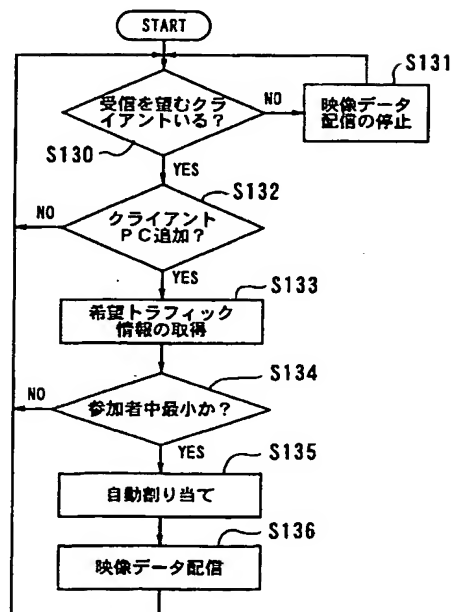 START
S131
受信を望むクラ
イアントいる？
NO
映像データ
配信の停止
S130
YES
S132
NO
クライアント
ＰＣ追加？
YES
S133
希望トラフィック
情報の取得
S134
NO
参加者中最小か？
YES
S135
自動割り当て
S136
映像データ配信